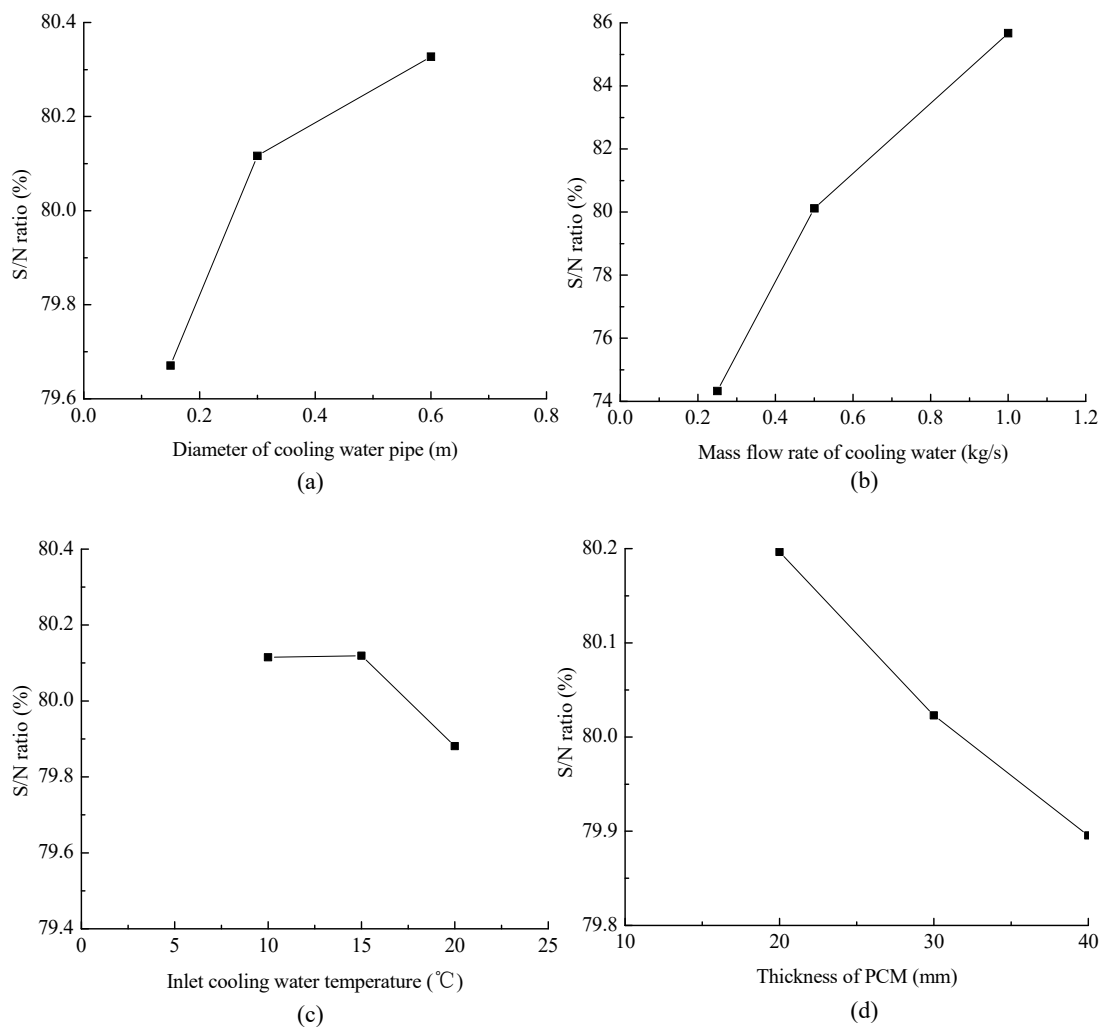 80.4
80.2
80.0
79.8
79.6
0.0 0.2 0.4 0.6 0.8
S/N ratio (%)
Diameter of cooling water pipe (m)
(a)
86
84
82
80
78
76
74
0.0 0.2 0.4 0.6 0.8 1.0 1.2
S/N ratio (%)
Mass flow rate of cooling water (kg/s)
(b)
80.4
80.2
80.0
79.8
79.6
79.4
0 5 10 15 20 25
S/N ratio (%)
Inlet cooling water temperature (℃)
(c)
80.2
80.1
80.0
79.9
79.8
10 20 30 40
S/N ratio (%)
Thickness of PCM (mm)
(d)